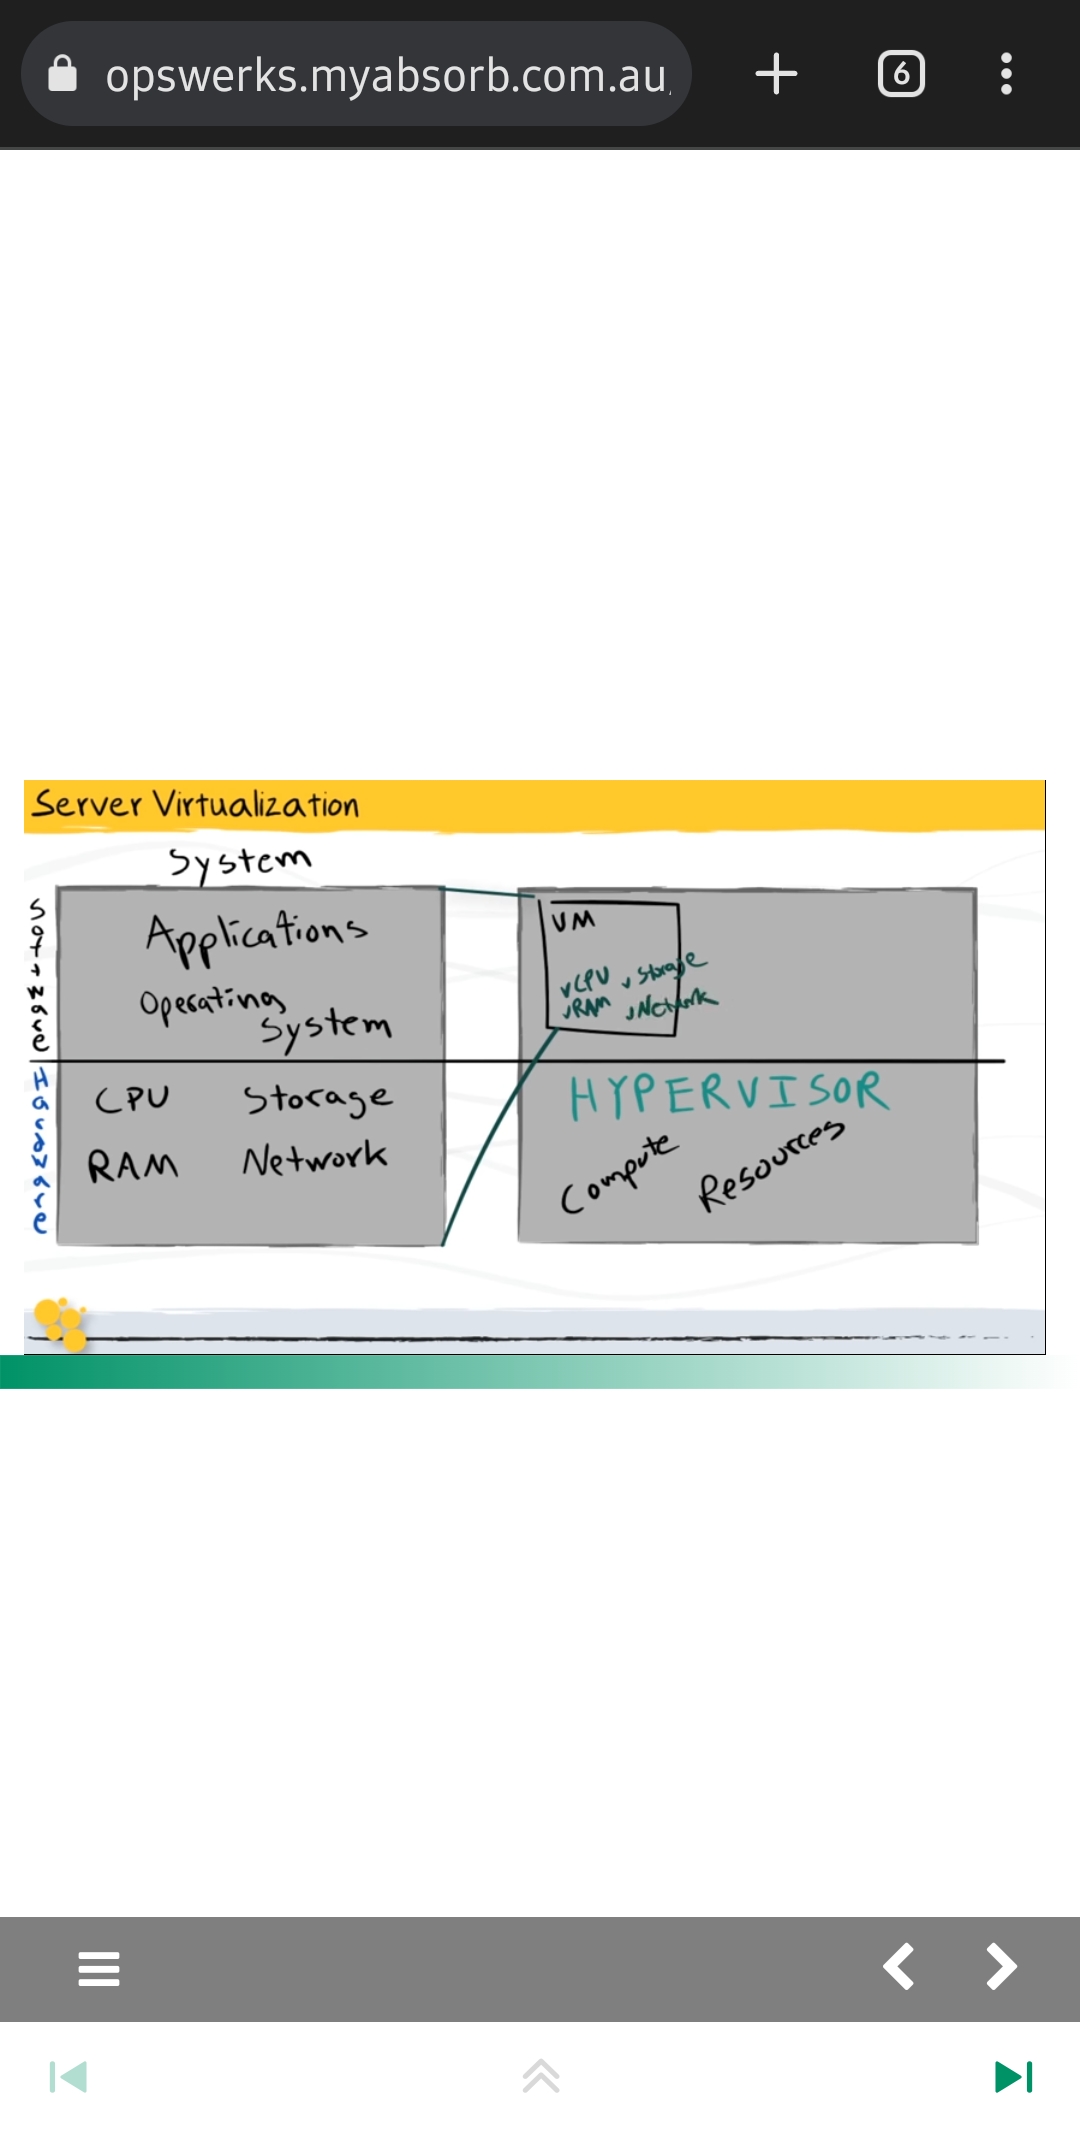 opswerks.myabsorb.com.au
6
Server Virtualization
System
Software
Applications
Operating
System
Hardware
CPU Storage
RAM Network
VM
vCPU vStorage
vRAM vNetwork
HYPERVISOR
Compute Resources